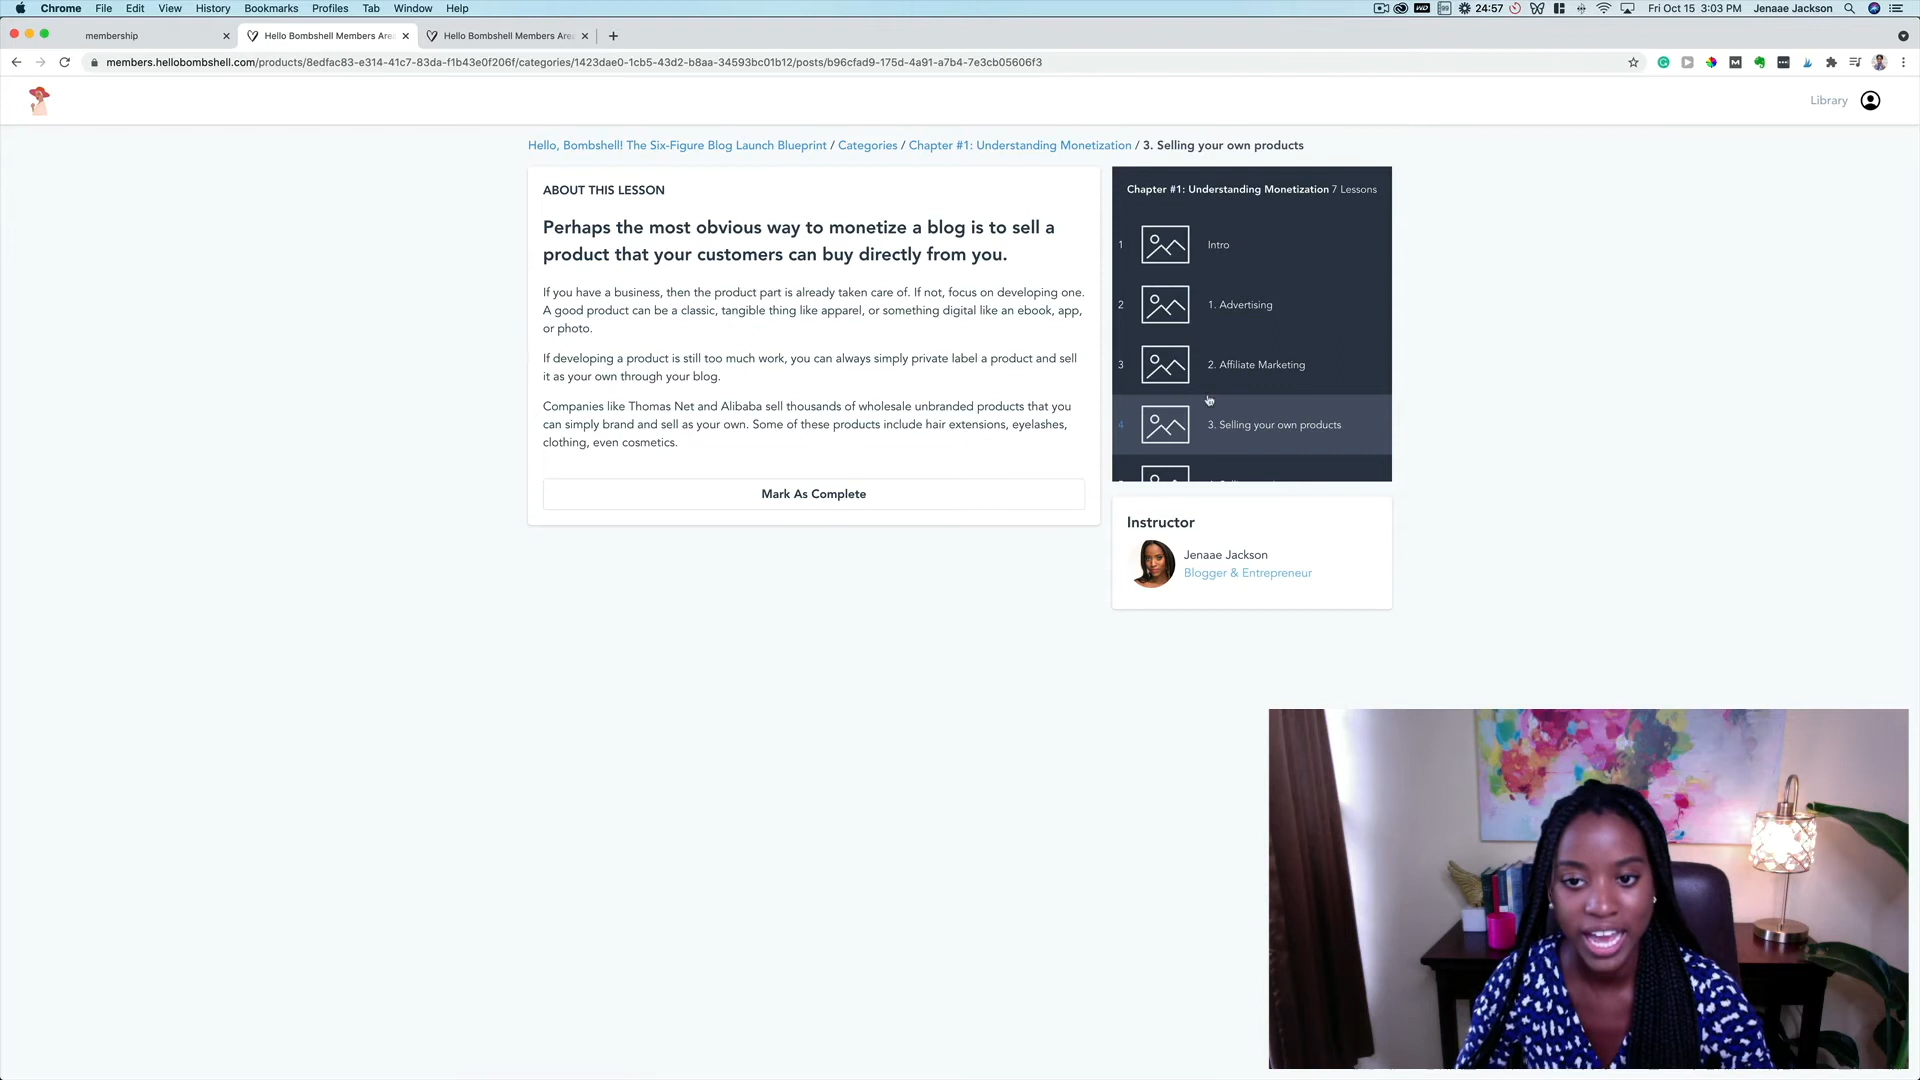 Chrome File Edit View History Bookmarks Profiles Tab Window Help 24:57 Fri Oct 15 3:03 PM Jenaae Jackson
membership Hello Bombshell Members Area Hello Bombshell Members Area
members.hellobombshell.com/products/8edfac83-e314-41c7-83da-f1b43e0f206f/categories/1423dae0-1cb5-43d2-b8aa-34593bc01b12/posts/b96cfad9-175d-4a91-a7b4-7e3cb05606f3
Library
Hello, Bombshell! The Six-Figure Blog Launch Blueprint / Categories / Chapter #1: Understanding Monetization / 3. Selling your own products
ABOUT THIS LESSON
Perhaps the most obvious way to monetize a blog is to sell a
product that your customers can buy directly from you.
If you have a business, then the product part is already taken care of. If not, focus on developing one.
A good product can be a classic, tangible thing like apparel, or something digital like an ebook, app,
or photo.
If developing a product is still too much work, you can always simply private label a product and sell
it as your own through your blog.
Companies like Thomas Net and Alibaba sell thousands of wholesale unbranded products that you
can simply brand and sell as your own. Some of these products include hair extensions, eyelashes,
clothing, even cosmetics.
Mark As Complete
Chapter #1: Understanding Monetization 7 Lessons
1 Intro
2 1. Advertising
3 2. Affiliate Marketing
4 3. Selling your own products
Instructor
Jenaae Jackson
Blogger & Entrepreneur